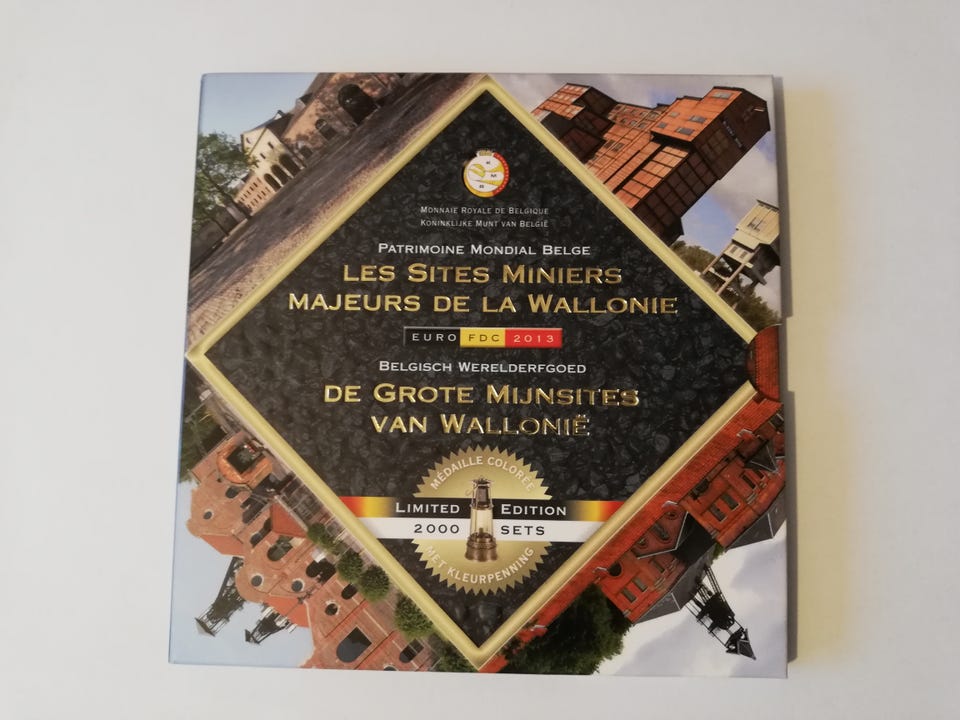 K
M
B
Monnaie Royale de Belgique
Koninklijke Munt van België
Patrimoine Mondial Belge
Les Sites Miniers
Majeurs de la Wallonie
EURO FDC 2013
Belgisch Werelderfgoed
De Grote Mijnsites
van Wallonië
MÉDAILLE COLORÉE
Limited Edition
2000 sets
MET KLEURPENNING